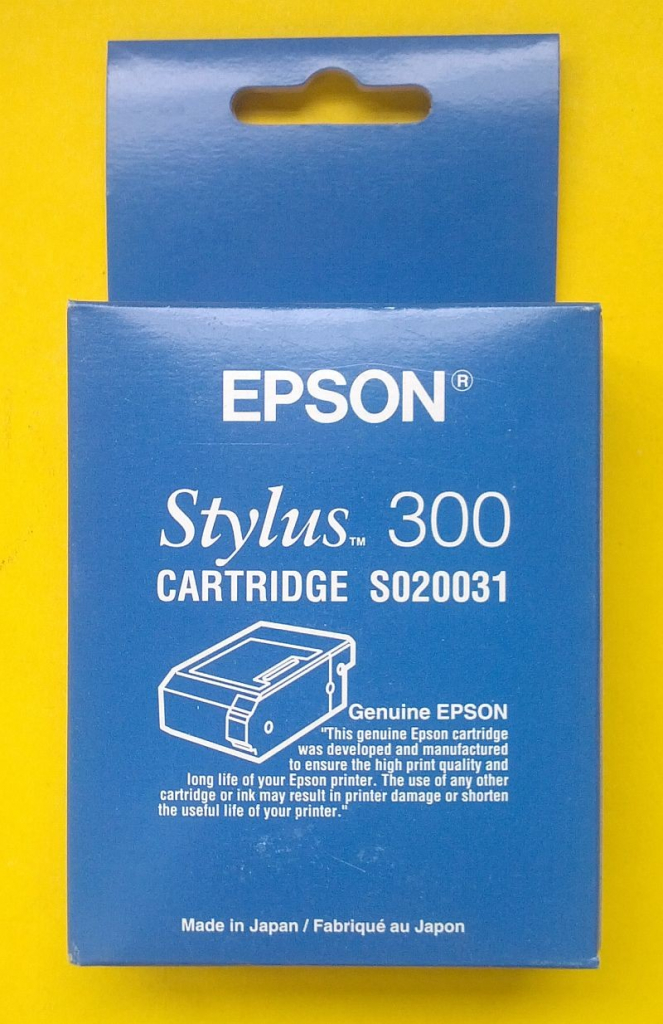 EPSON®
Stylus™ 300
CARTRIDGE S020031
Genuine EPSON
"This genuine Epson cartridge
was developed and manufactured
to ensure the high print quality and
long life of your Epson printer. The use of any other
cartridge or ink may result in printer damage or shorten
the useful life of your printer."
Made in Japan / Fabriqué au Japon